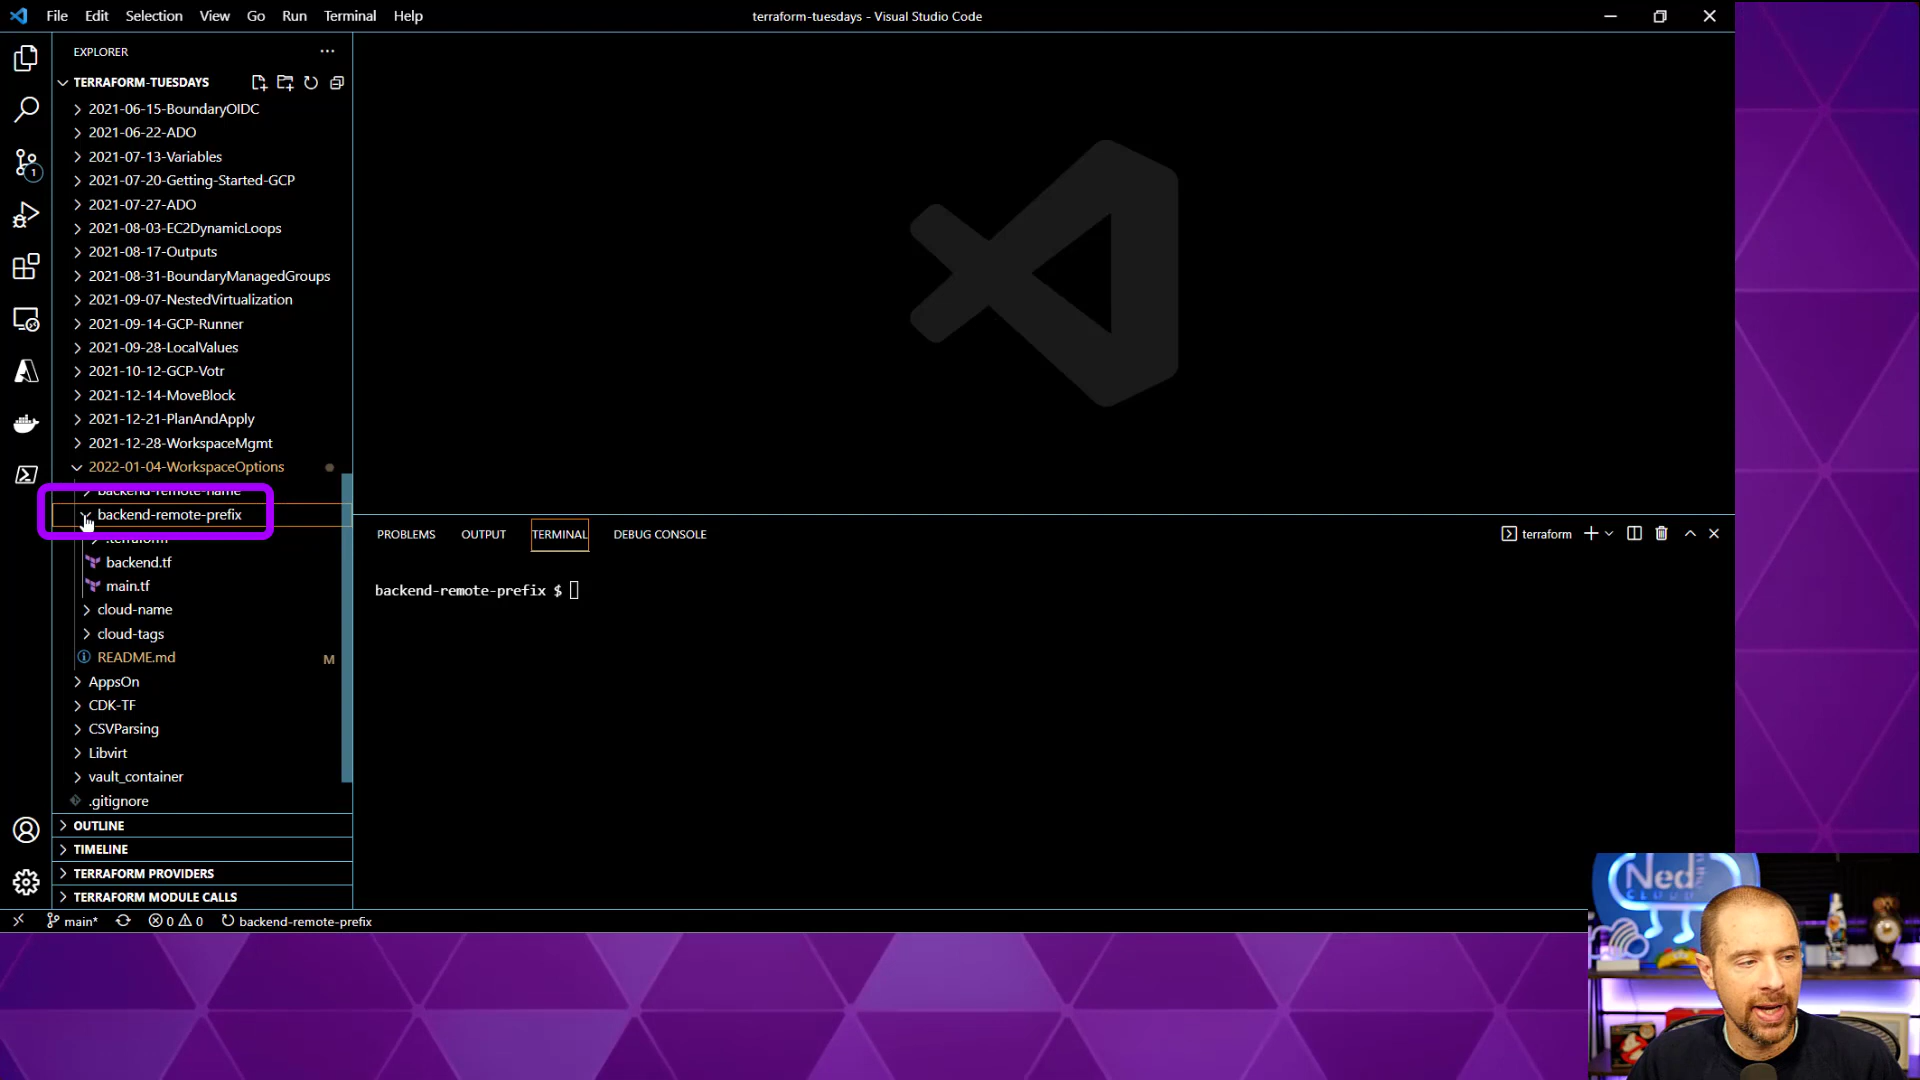 File Edit Selection View Go Run Terminal Help
terraform-tuesdays - Visual Studio Code
EXPLORER
TERRAFORM-TUESDAYS
2021-06-15-BoundaryOIDC
2021-06-22-ADO
2021-07-13-Variables
2021-07-20-Getting-Started-GCP
2021-07-27-ADO
2021-08-03-EC2DynamicLoops
2021-08-17-Outputs
2021-08-31-BoundaryManagedGroups
2021-09-07-NestedVirtualization
2021-09-14-GCP-Runner
2021-09-28-LocalValues
2021-10-12-GCP-Votr
2021-12-14-MoveBlock
2021-12-21-PlanAndApply
2021-12-28-WorkspaceMgmt
2022-01-04-WorkspaceOptions
backend-remote-name
backend-remote-prefix
.terraform
backend.tf
main.tf
cloud-name
cloud-tags
README.md M
AppsOn
CDK-TF
CSVParsing
Libvirt
vault_container
.gitignore
OUTLINE
TIMELINE
TERRAFORM PROVIDERS
TERRAFORM MODULE CALLS
1
PROBLEMS OUTPUT TERMINAL DEBUG CONSOLE
terraform
backend-remote-prefix $
main* 0 0 backend-remote-prefix
Ned